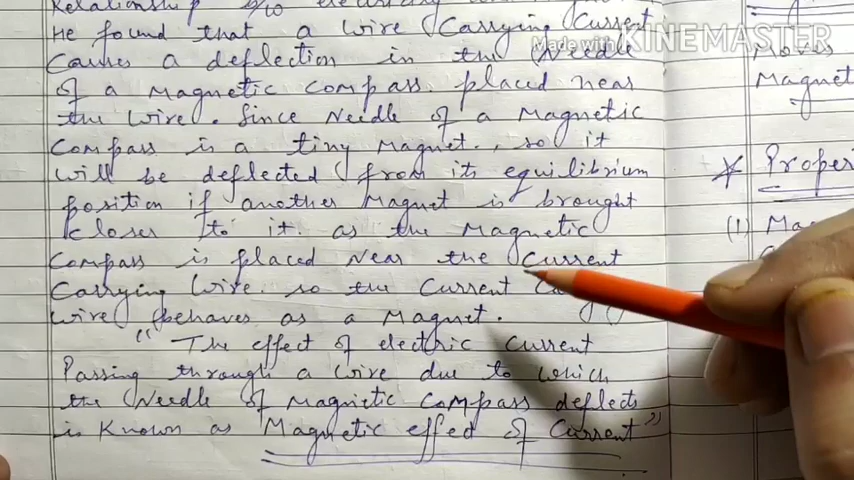 Relationship b/w electricity and
He found that a wire Carrying Current
Causes a deflection in the Needle
of a magnetic Compass. placed near
the wire. Since Needle of a Magnetic
Compass is a tiny Magnet., so it
will be deflected from its equilibrium
position if another Magnet is brought
closer to it. as the Magnetic
Compass is placed Near the Current
Carrying wire. so the Current
wire behaves as a Magnet.
"The effect of electric Current
Passing through a wire due to which
the Needle of Magnetic Compass deflects
is Known as Magnetic effect of Current"
Made with KINEMASTER
Moves
Magnet
(1)